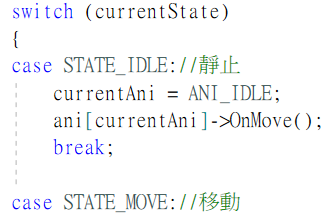 switch (currentState)
{
case STATE_IDLE://靜止
    currentAni = ANI_IDLE;
    ani[currentAni]->OnMove();
    break;

case STATE_MOVE://移動